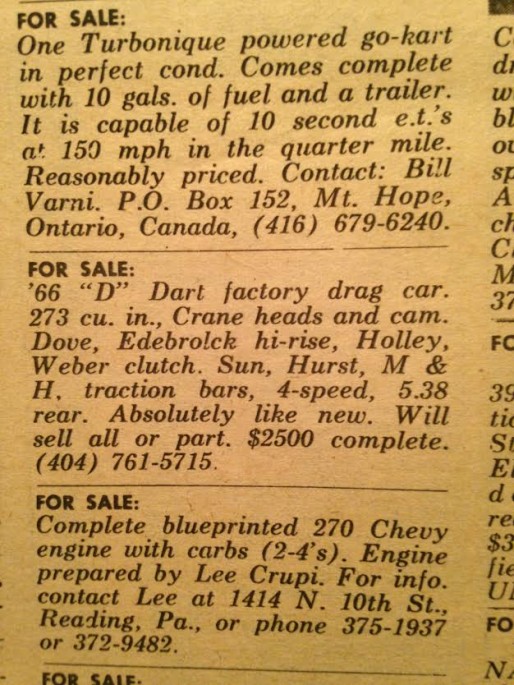 FOR SALE:
One Turbonique powered go-kart
in perfect cond. Comes complete
with 10 gals. of fuel and a trailer.
It is capable of 10 second e.t.'s
at 150 mph in the quarter mile.
Reasonably priced. Contact: Bill
Varni. P.O. Box 152, Mt. Hope,
Ontario, Canada, (416) 679-6240.
FOR SALE:
'66 "D" Dart factory drag car.
273 cu. in., Crane heads and cam.
Dove, Edebrolck hi-rise, Holley,
Weber clutch. Sun, Hurst, M &
H, traction bars, 4-speed, 5.38
rear. Absolutely like new. Will
sell all or part. $2500 complete.
(404) 761-5715.
FOR SALE:
Complete blueprinted 270 Chevy
engine with carbs (2-4's). Engine
prepared by Lee Crupi. For info.
contact Lee at 1414 N. 10th St.,
Reading, Pa., or phone 375-1937
or 372-9482.
FOR SALE: